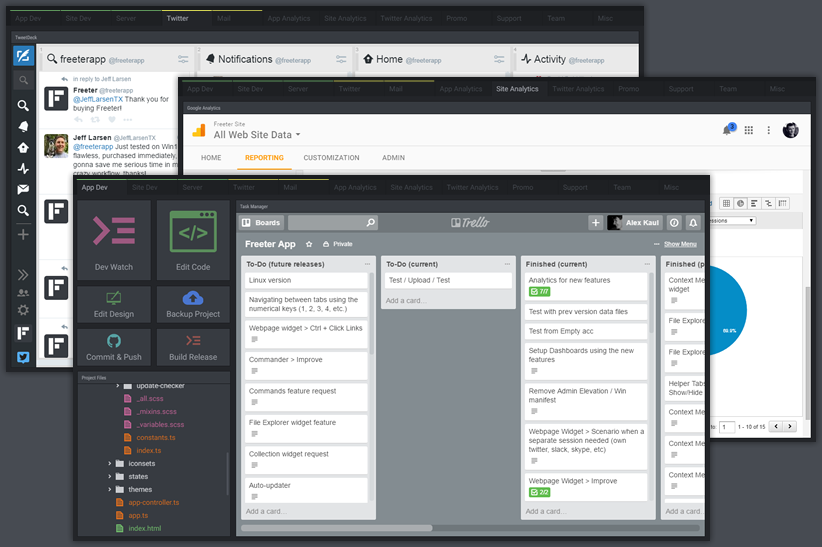 App Dev Site Dev Server Twitter Mail App Analytics Site Analytics Twitter Analytics Promo Support Team Misc
TweetDeck
1 freeterapp @freeterapp
2 Notifications @freeterapp
3 Home @freeterapp
4 Activity @freeterapp
in reply to Jeff Larsen
Freeter @freeterapp
@JeffLarsenTX Thank you for
buying Freeter!
Jeff Larsen @JeffLarsenTX
@freeterapp Just tested on Win1
flawless, purchased immediately,
gonna save me serious time in m
crazy workflow, thanks!
App Dev Site Dev Server Twitter Mail App Analytics Site Analytics Twitter Analytics Promo Support Team Misc
Google Analytics
Freeter Site
All Web Site Data
3
HOME REPORTING CUSTOMIZATION ADMIN
essions
59.9%
to: 1 1 - 10 of 15
App Dev Site Dev Server Twitter Mail App Analytics Site Analytics Twitter Analytics Promo Support Team Misc
Dev Watch
Edit Code
Edit Design
Backup Project
Commit & Push
Build Release
Project Files
update-checker
_all.scss
_mixins.scss
_variables.scss
constants.ts
index.ts
iconsets
states
themes
app-controller.ts
app.ts
index.html
Task Manager
Boards
Trello
Alex Kaul
Freeter App
Private
Show Menu
To-Do (future releases)
Linux version
Navigating between tabs using the
numerical keys (1, 2, 3, 4, etc.)
Webpage widget > Ctrl + Click Links
Commander > Improve
Commands feature request
File Explorer widget feature
Collection widget request
Auto-updater
Add a card...
To-Do (current)
Test / Upload / Test
Add a card...
Finished (current)
Analytics for new features
7/7
Test with prev version data files
Test from Empty acc
Setup Dashboards using the new
features
Remove Admin Elevation / Win
manifest
Webpage Widget > Scenario when a
separate session needed (own
twitter, slack, skype, etc)
Webpage Widget > Improve
2/2
Add a card...
Finished (p
Context Me
widget
File Explore
File Explore
Helper Tabs
Show/Hide
Context Me
Context Me
Context Me
Add a card..